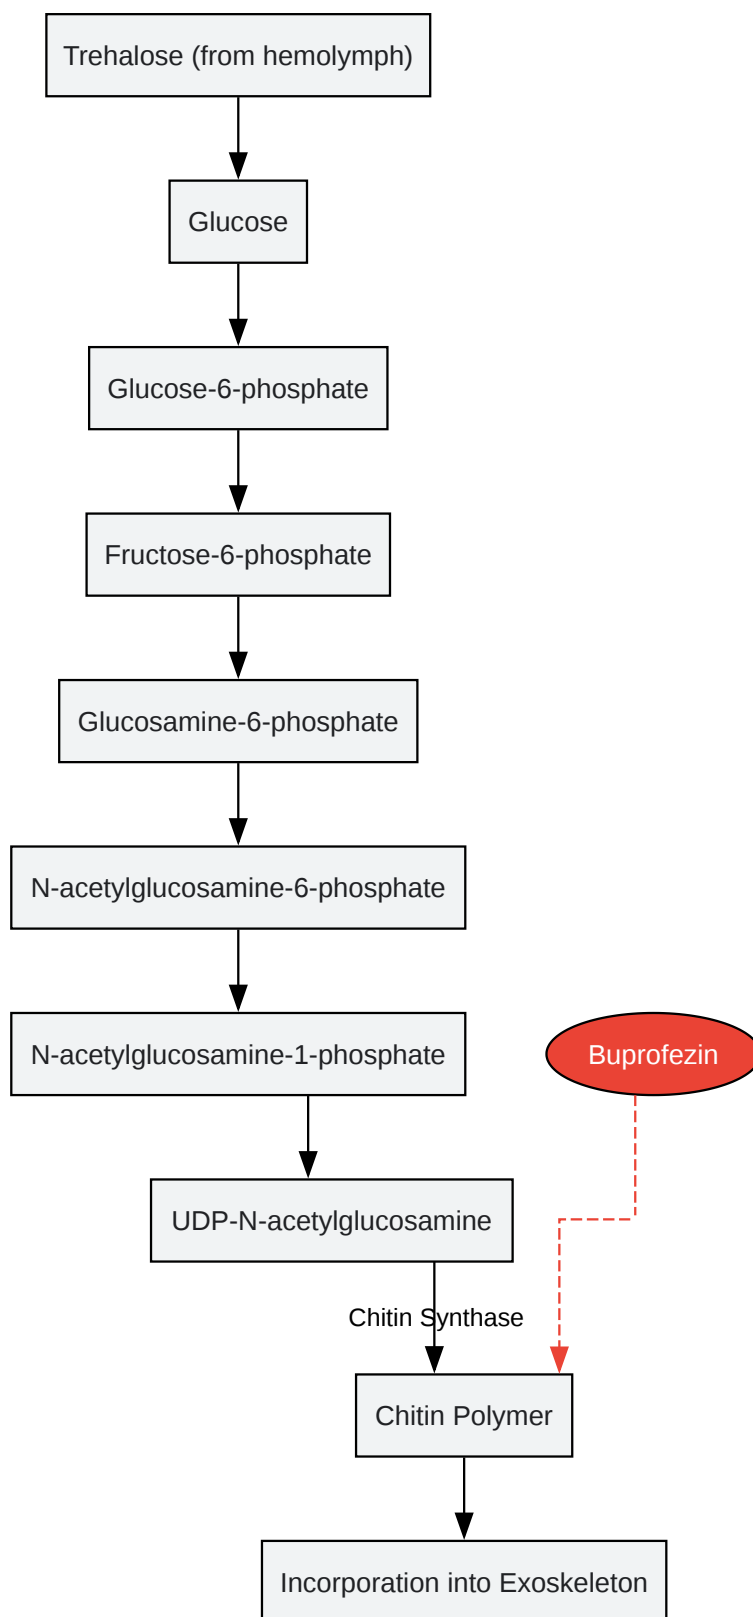 Trehalose (from hemolymph)
Glucose
Glucose-6-phosphate
Fructose-6-phosphate
Glucosamine-6-phosphate
N-acetylglucosamine-6-phosphate
N-acetylglucosamine-1-phosphate
Buprofezin
UDP-N-acetylglucosamine
Chitin Synthase
Chitin Polymer
Incorporation into Exoskeleton